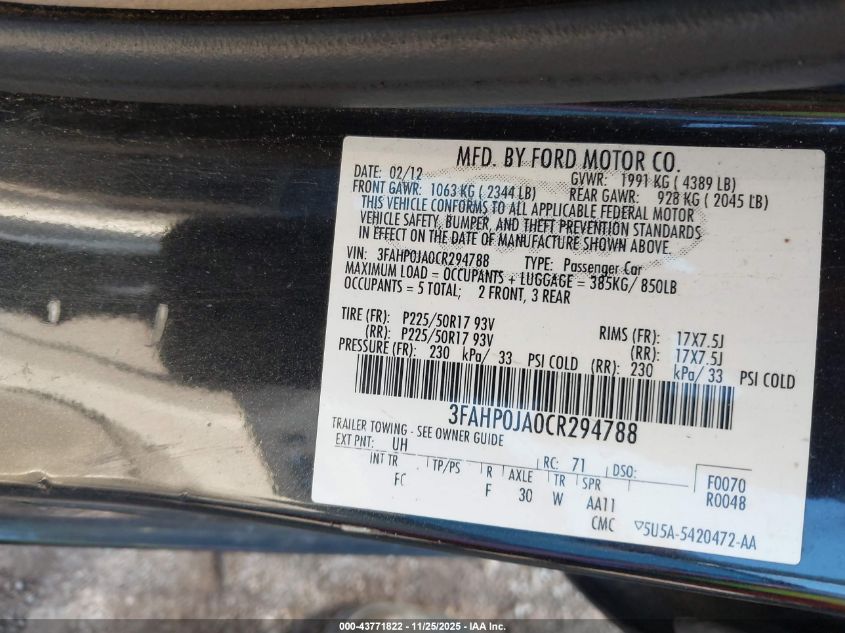 MFD. BY FORD MOTOR CO.
DATE: 02/12 GVWR: 1991 KG ( 4389 LB)
FRONT GAWR: 1063 KG ( 2344 LB) REAR GAWR: 928 KG ( 2045 LB)
THIS VEHICLE CONFORMS TO ALL APPLICABLE FEDERAL MOTOR
VEHICLE SAFETY, BUMPER, AND THEFT PREVENTION STANDARDS
IN EFFECT ON THE DATE OF MANUFACTURE SHOWN ABOVE.
VIN: 3FAHP0JA0CR294788 TYPE: Passenger Car
MAXIMUM LOAD = OCCUPANTS + LUGGAGE = 385KG/ 850LB
OCCUPANTS = 5 TOTAL; 2 FRONT, 3 REAR
TIRE (FR): P225/50R17 93V RIMS (FR): 17X7.5J
(RR): P225/50R17 93V (RR): 17X7.5J
PRESSURE (FR): 230 kPa/ 33 PSI COLD (RR): 230 kPa/ 33 PSI COLD
3FAHP0JA0CR294788
TRAILER TOWING - SEE OWNER GUIDE
EXT PNT: UH RC: 71 DSO: F0070
INT TR TP/PS R AXLE TR SPR R0048
FC F 30 W AA11
CMC ▽5U5A-5420472-AA
000-43771822 - 11/25/2025 - IAA Inc.